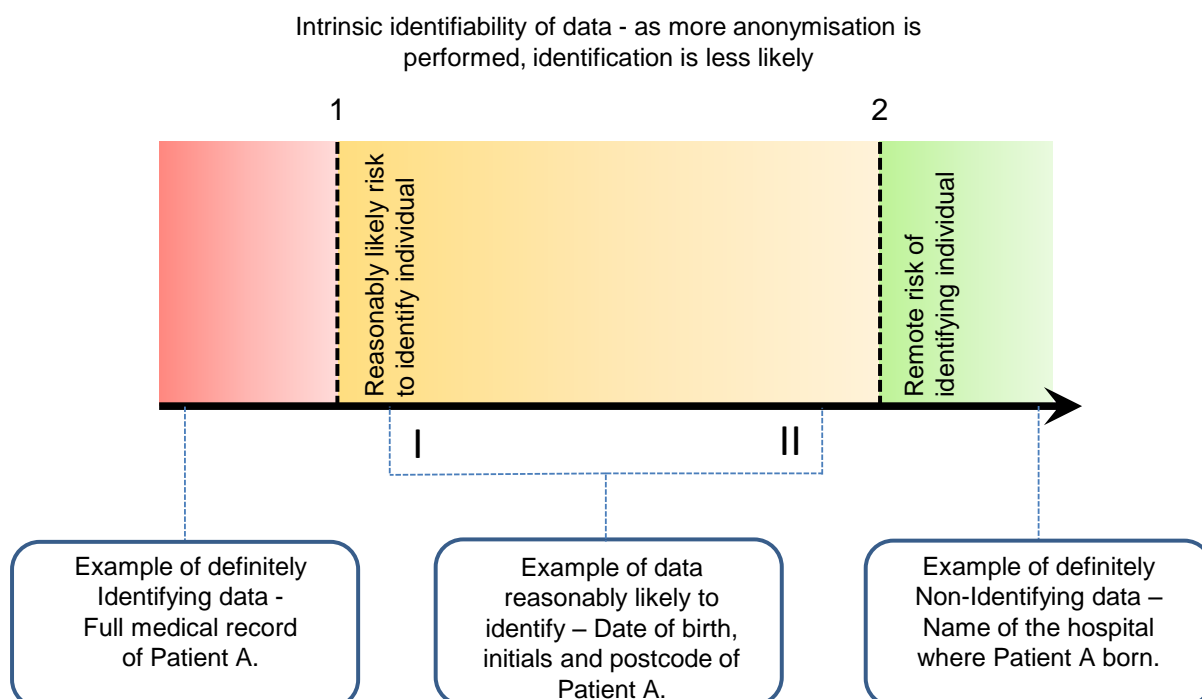 Intrinsic identifiability of data - as more anonymisation is
performed, identification is less likely
1
2
Reasonably likely risk
to identify individual
Remote risk of
identifying individual
I
II
Example of definitely
Identifying data -
Full medical record
of Patient A.
Example of data
reasonably likely to
identify – Date of birth,
initials and postcode of
Patient A.
Example of definitely
Non-Identifying data –
Name of the hospital
where Patient A born.